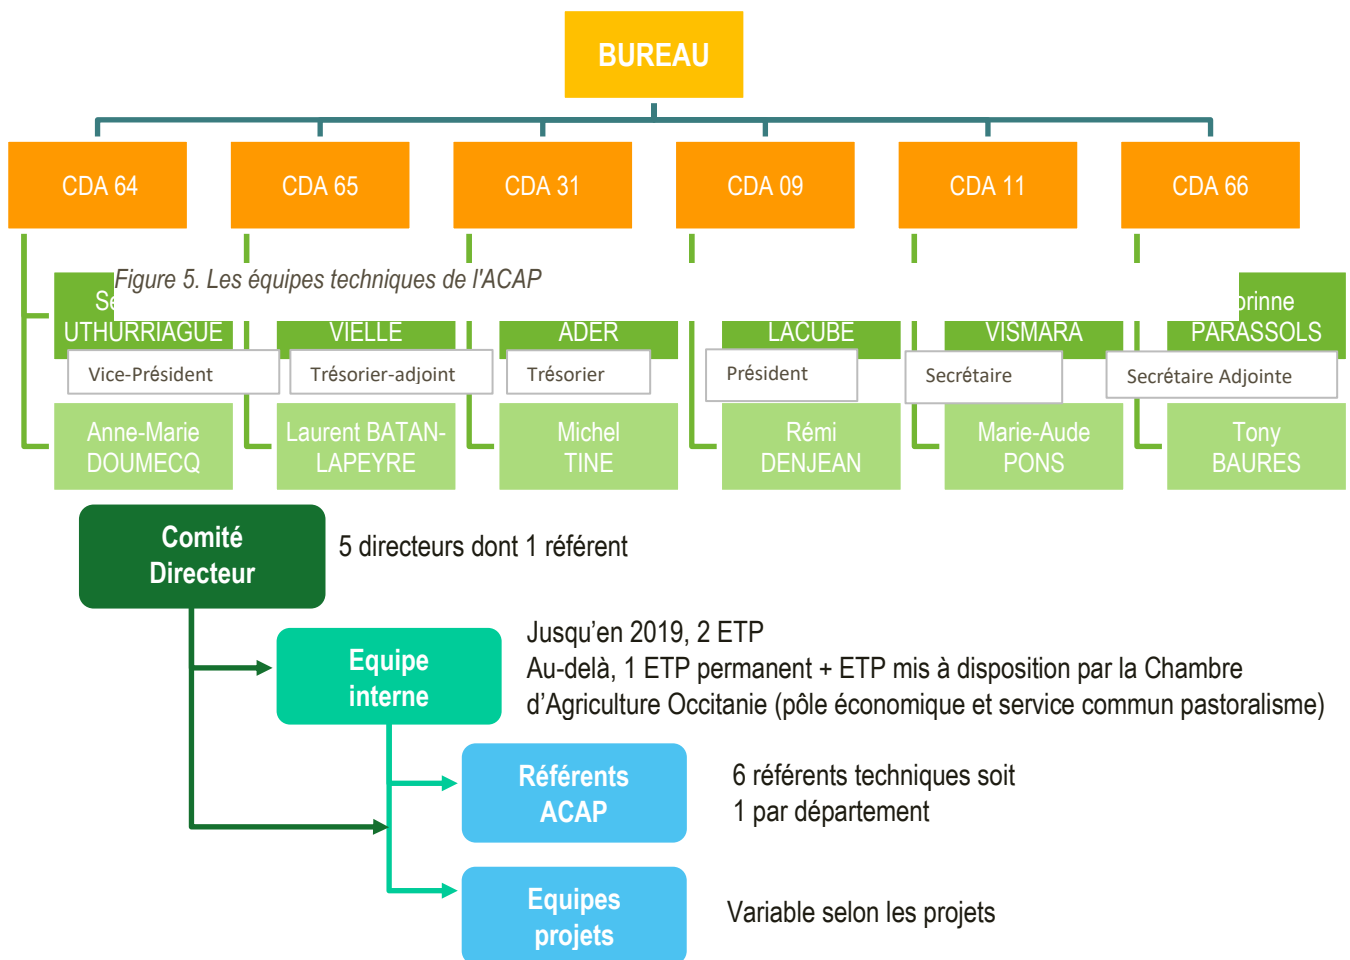 BUREAU
CDA 64
CDA 65
CDA 31
CDA 09
CDA 11
CDA 66
Figure 5. Les équipes techniques de l'ACAP
UTHURRIAGUE
VIELLE
ADER
LACUBE
VISMARA
PARASSOLS
Vice-Président
Trésorier-adjoint
Trésorier
Président
Secrétaire
Secrétaire Adjointe
Anne-Marie
DOUMECQ
Laurent BATAN-
LAPEYRE
Michel
TINE
Rémi
DENJEAN
Marie-Aude
PONS
Tony
BAURES
Comité
Directeur
5 directeurs dont 1 référent
Equipe
interne
Jusqu’en 2019, 2 ETP
Au-delà, 1 ETP permanent + ETP mis à disposition par la Chambre
d’Agriculture Occitanie (pôle économique et service commun pastoralisme)
Référents
ACAP
6 référents techniques soit
1 par département
Equipes
projets
Variable selon les projets